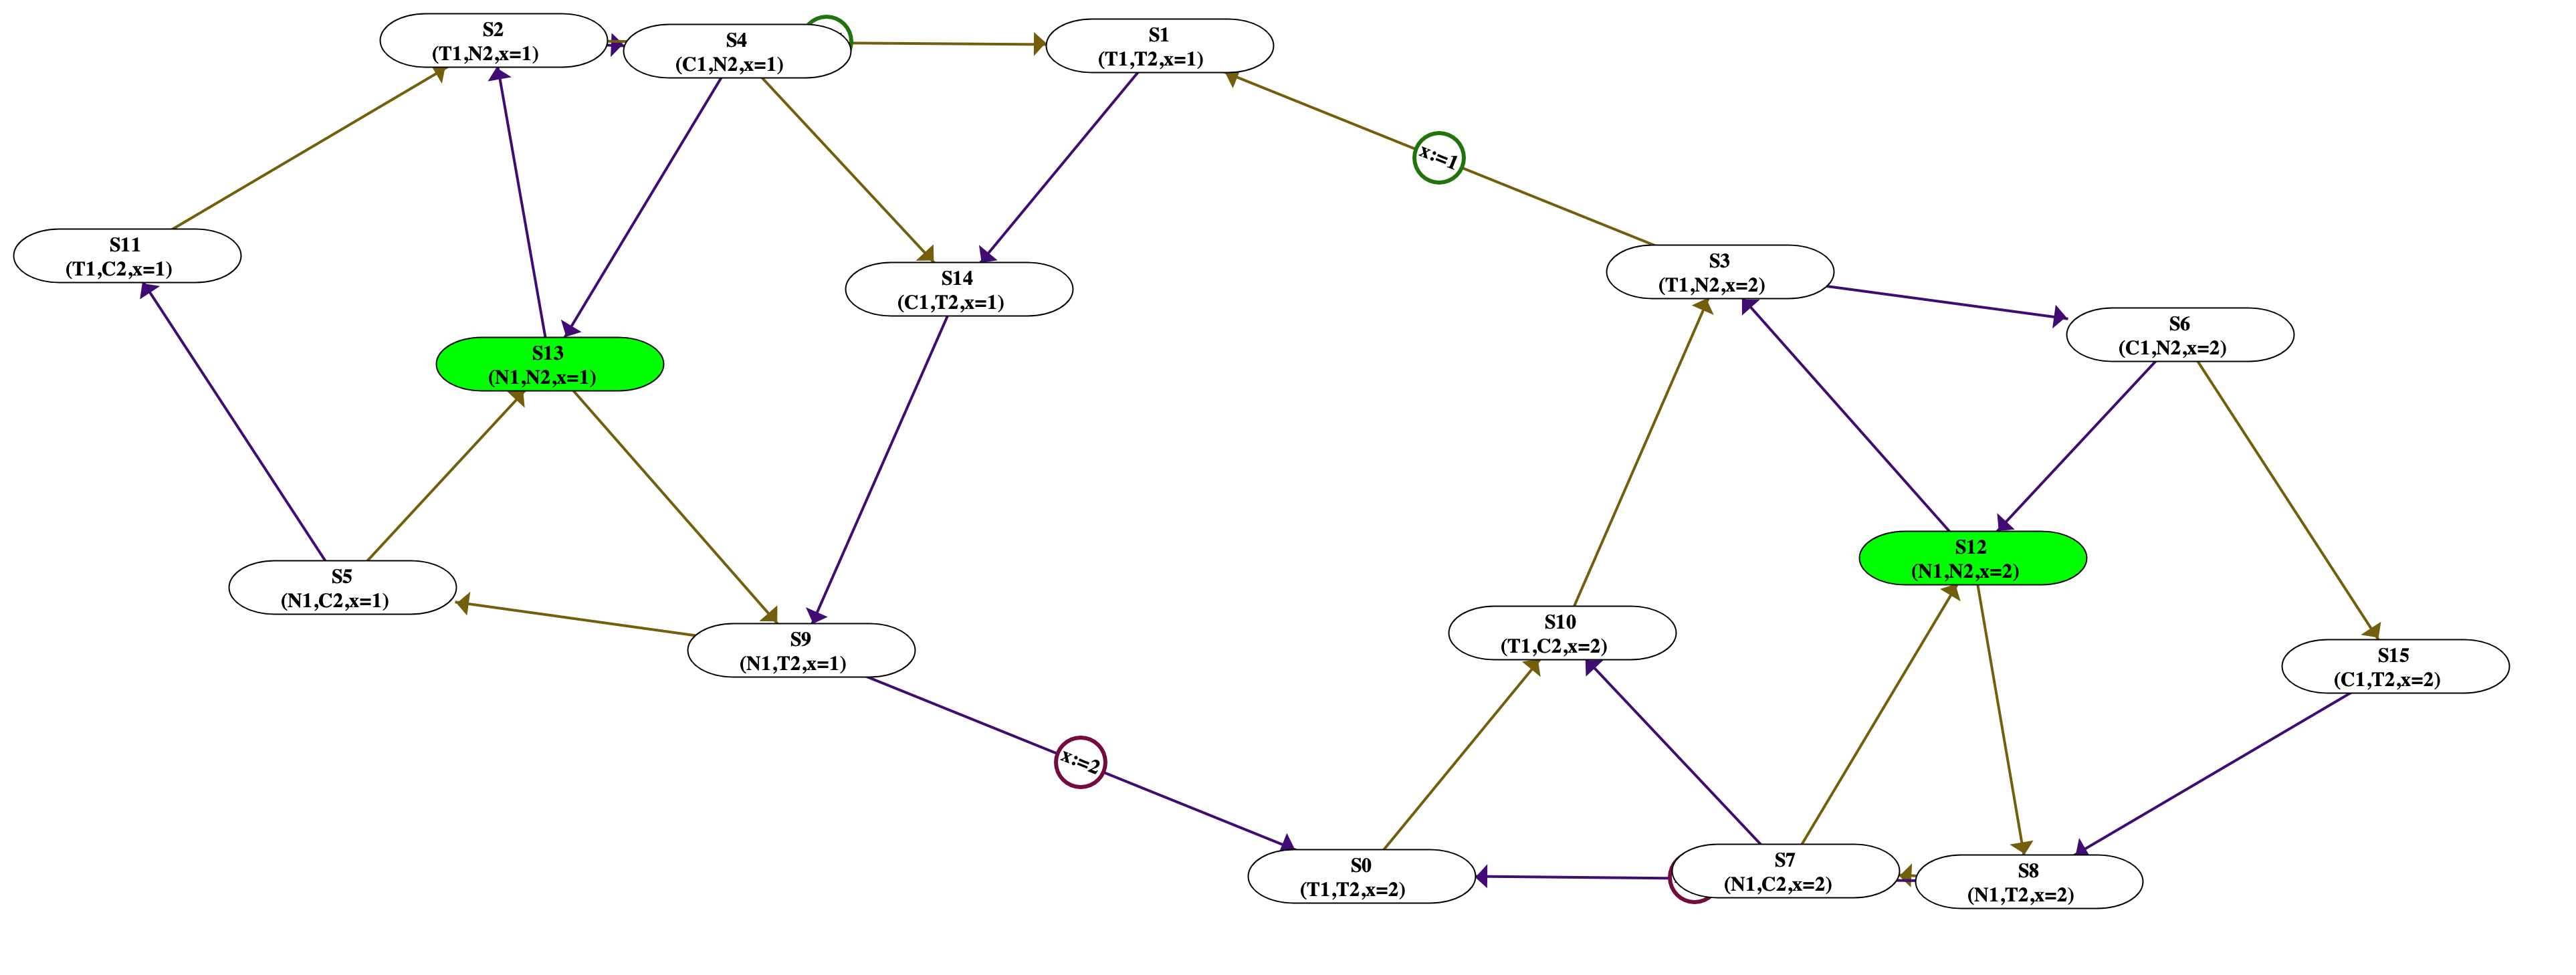 S2
(T1,N2,x=1)
S4
(C1,N2,x=1)
S1
(T1,T2,x=1)
x:=1
S11
(T1,C2,x=1)
S14
(C1,T2,x=1)
S3
(T1,N2,x=2)
S6
(C1,N2,x=2)
S13
(N1,N2,x=1)
S12
(N1,N2,x=2)
S5
(N1,C2,x=1)
S9
(N1,T2,x=1)
S10
(T1,C2,x=2)
S15
(C1,T2,x=2)
x:=2
S0
(T1,T2,x=2)
S7
(N1,C2,x=2)
S8
(N1,T2,x=2)